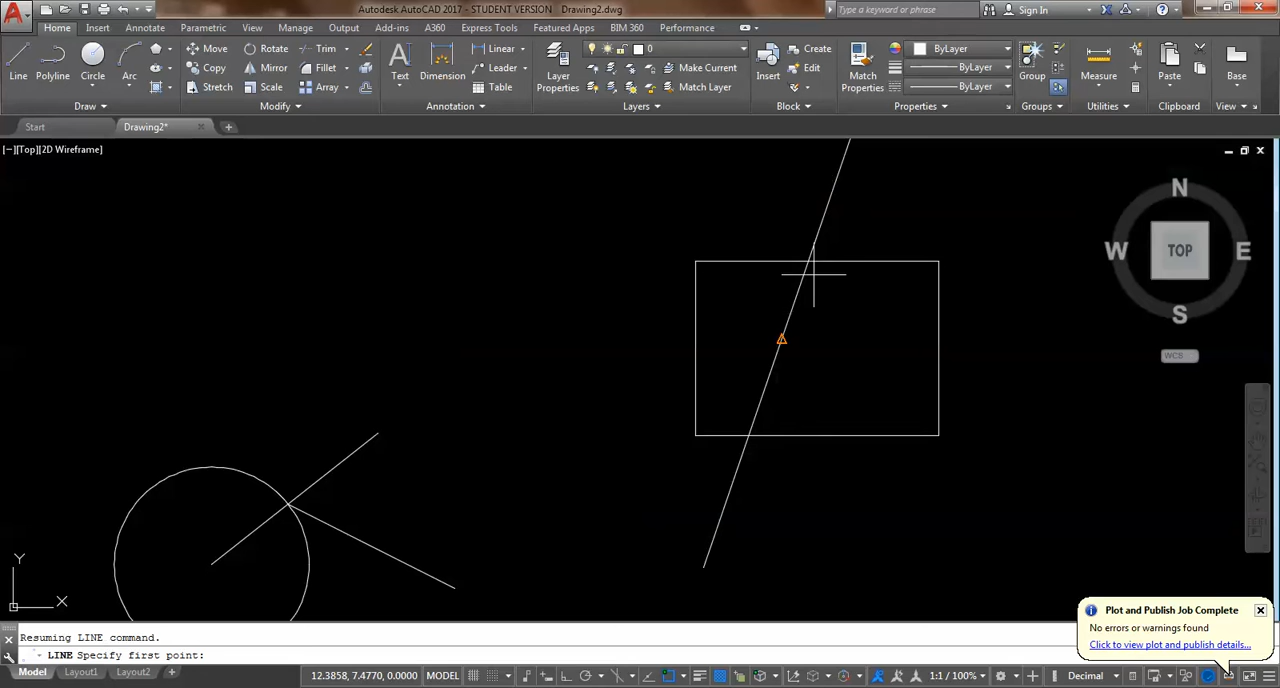 Autodesk AutoCAD 2017 - STUDENT VERSION Drawing2.dwg
Type a keyword or phrase
Sign In
Home Insert Annotate Parametric View Manage Output Add-ins A360 Express Tools Featured Apps BIM 360 Performance
Line Polyline Circle Arc
Move Rotate Trim
Copy Mirror Fillet
Stretch Scale Array
Text Dimension
Linear
Leader
Table
Layer Properties
0
Make Current
Match Layer
Insert
Create
Edit
Match Properties
ByLayer
ByLayer
ByLayer
Group Measure Paste Base
Draw Modify Annotation Layers Block Properties Groups Utilities Clipboard View
Start Drawing2*
[−][Top][2D Wireframe]
N
W TOP E
S
WCS
Y
X
Plot and Publish Job Complete
No errors or warnings found
Click to view plot and publish details...
Resuming LINE command.
LINE Specify first point:
Model Layout1 Layout2
12.3858, 7.4770, 0.0000 MODEL
1:1 / 100%
Decimal